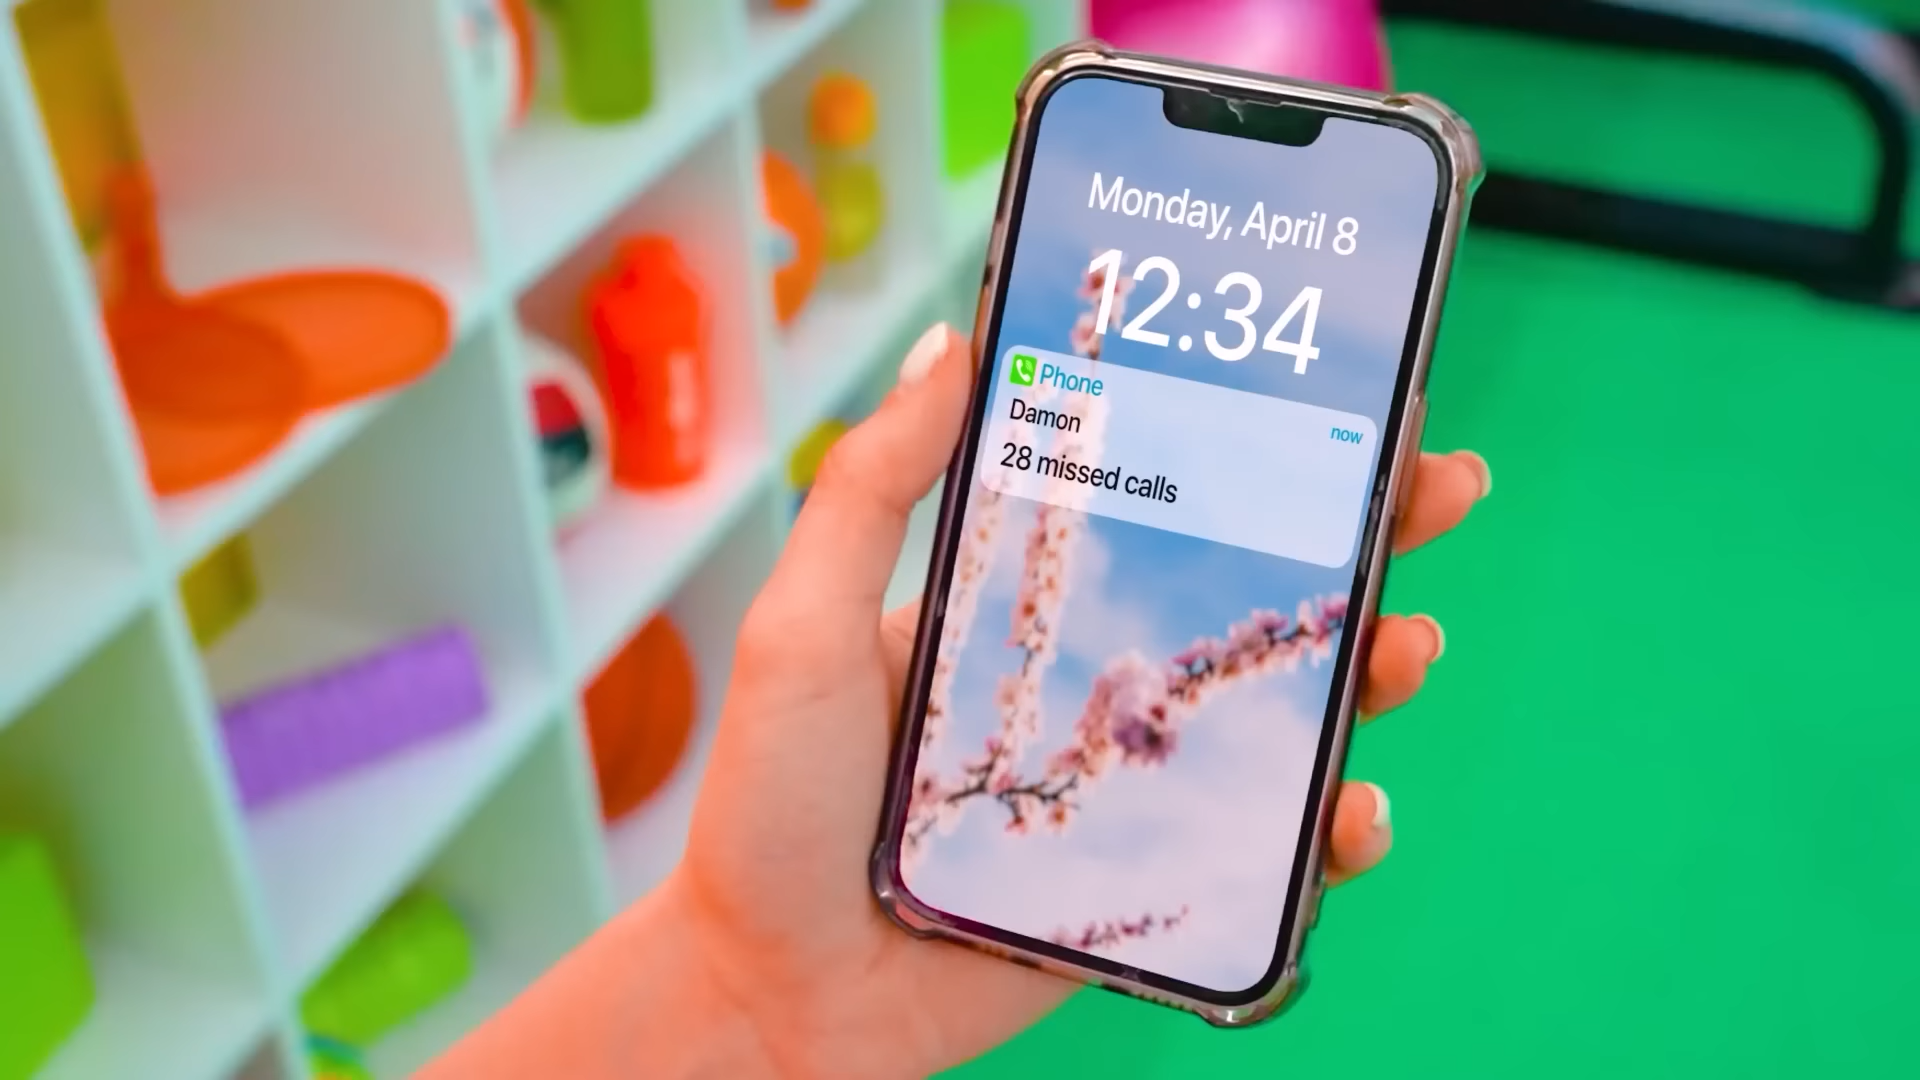 Monday, April 8
12:34
Phone
now
Damon
28 missed calls